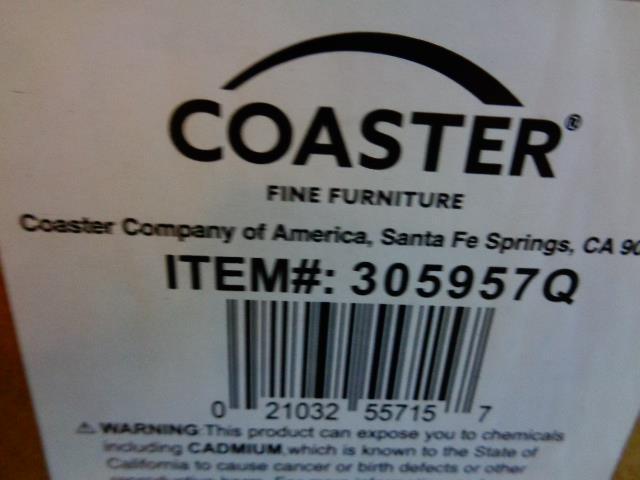 COASTER®
FINE FURNITURE
Coaster Company of America, Santa Fe Springs, CA 90
ITEM#: 305957Q
0 21032 55715 7
⚠ WARNING: This product can expose you to chemicals
including CADMIUM, which is known to the State of
California to cause cancer or birth defects or other